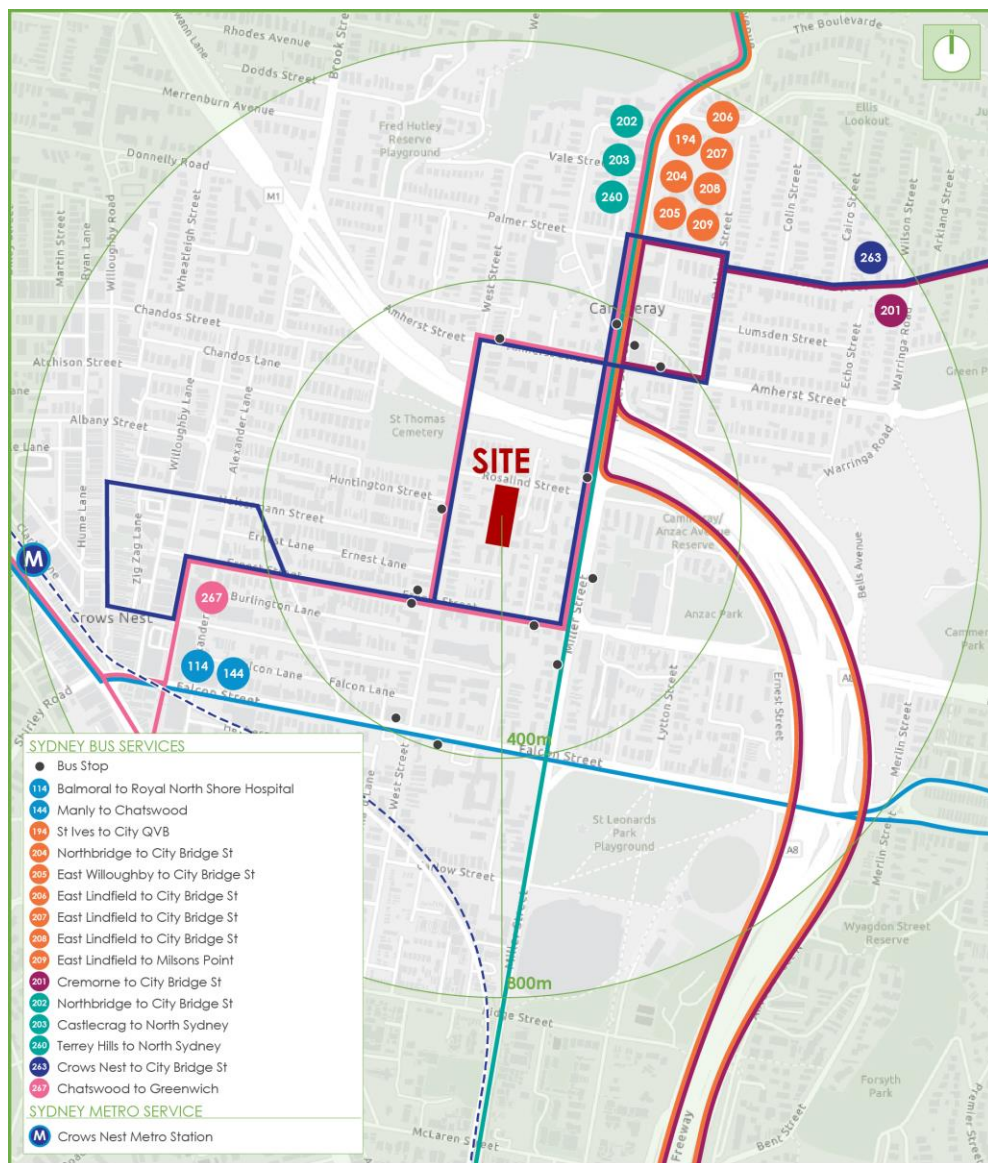 The Boulevarde
N
Rhodes Avenue
Brook Street
Dodds Street
Merrenburn Avenue
Ellis
Lookout
Fred Hutley
Reserve
Playground
202
206
194
207
203
204
208
260
205
209
Donnelly Road
M1
Colin Street
Cairo Street
Wilson Street
Arkland Street
Palmer Street
Martin Street
Ryan Lane
Willoughby Road
Wheatleigh Street
West Street
263
201
Chandos Street
Amherst Street
Cammeray
Lumsden Street
Echo Street
Warringa Road
Atchison Street
Chandos Lane
Amherst Street
Albany Street
Willoughby Lane
Alexander Lane
St Thomas
Cemetery
Warringa Road
SITE
Rosalind Street
Huntington Street
Hume Lane
Zig Zag Lane
Ernest Lane
Ernest Lane
Cammeray/
Anzac Avenue
Reserve
Bells Avenue
M
Ernest Street
Burlington Lane
267
Miller Street
Anzac Park
Crows Nest
114
144
Falcon Lane
Falcon Lane
Falcon Street
Shirley Road
Lytton Street
Ernest Street
Merlin Street
400m
Falcon Street
West Street
St Leonards
Park
Playground
A8
Merlin Street
Miller Street
Wyagdon Street
Reserve
800m
Ridge Street
Forsyth
Park
McLaren Street
Freeway
Bent Street
Premier Street
SYDNEY BUS SERVICES
Bus Stop
114 Balmoral to Royal North Shore Hospital
144 Manly to Chatswood
194 St Ives to City QVB
204 Northbridge to City Bridge St
205 East Willoughby to City Bridge St
206 East Lindfield to City Bridge St
207 East Lindfield to City Bridge St
208 East Lindfield to City Bridge St
209 East Lindfield to Milsons Point
201 Cremorne to City Bridge St
202 Northbridge to City Bridge St
203 Castlecrag to North Sydney
260 Terrey Hills to North Sydney
263 Crows Nest to City Bridge St
267 Chatswood to Greenwich
SYDNEY METRO SERVICE
M Crows Nest Metro Station